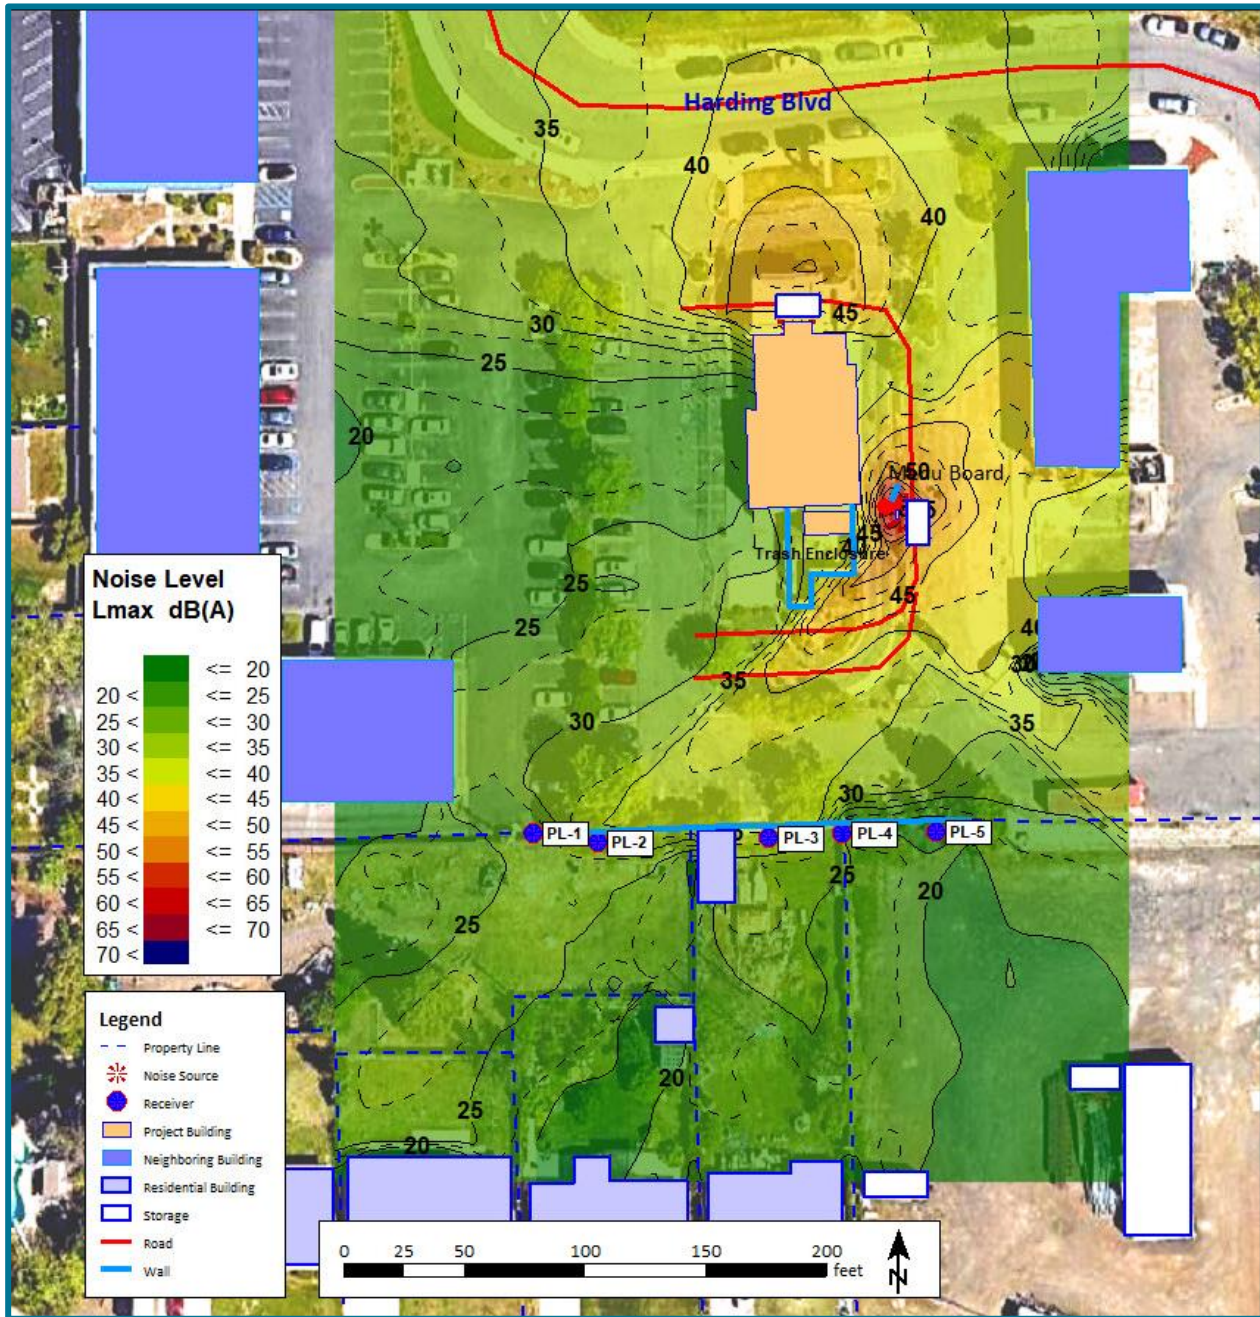 Harding Blvd
35
40
40
45
30
25
20
50
Menu Board
45
Trash Enclosure
25
45
25
40
35
30
35
30
PL-1
PL-2
PL-3
PL-4
PL-5
25
20
25
20
25
20
Noise Level
Lmax dB(A)
<= 20
20 < <= 25
25 < <= 30
30 < <= 35
35 < <= 40
40 < <= 45
45 < <= 50
50 < <= 55
55 < <= 60
60 < <= 65
65 < <= 70
70 <
Legend
Property Line
Noise Source
Receiver
Project Building
Neighboring Building
Residential Building
Storage
Road
Wall
0 25 50 100 150 200
feet
N